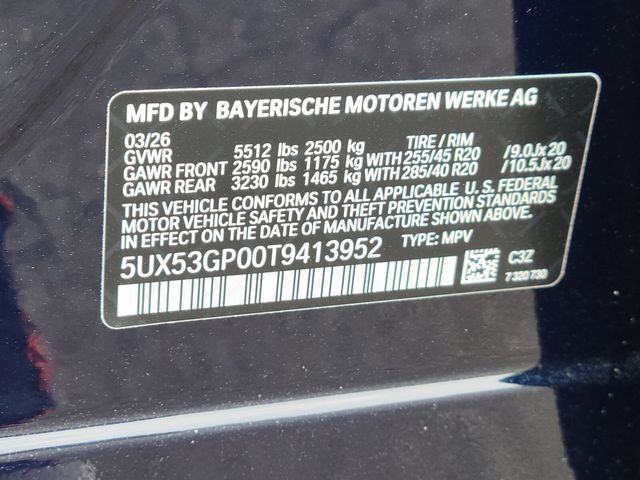 MFD BY BAYERISCHE MOTOREN WERKE AG
03/26 TIRE / RIM
GVWR 5512 lbs 2500 kg
GAWR FRONT 2590 lbs 1175 kg WITH 255/45 R20 /9.0Jx20
GAWR REAR 3230 lbs 1465 kg WITH 285/40 R20 /10.5Jx20
THIS VEHICLE CONFORMS TO ALL APPLICABLE U.S. FEDERAL
MOTOR VEHICLE SAFETY AND THEFT PREVENTION STANDARDS
IN EFFECT ON THE DATE OF MANUFACTURE SHOWN ABOVE.
5UX53GP00T9413952 TYPE: MPV
C3Z
7320730